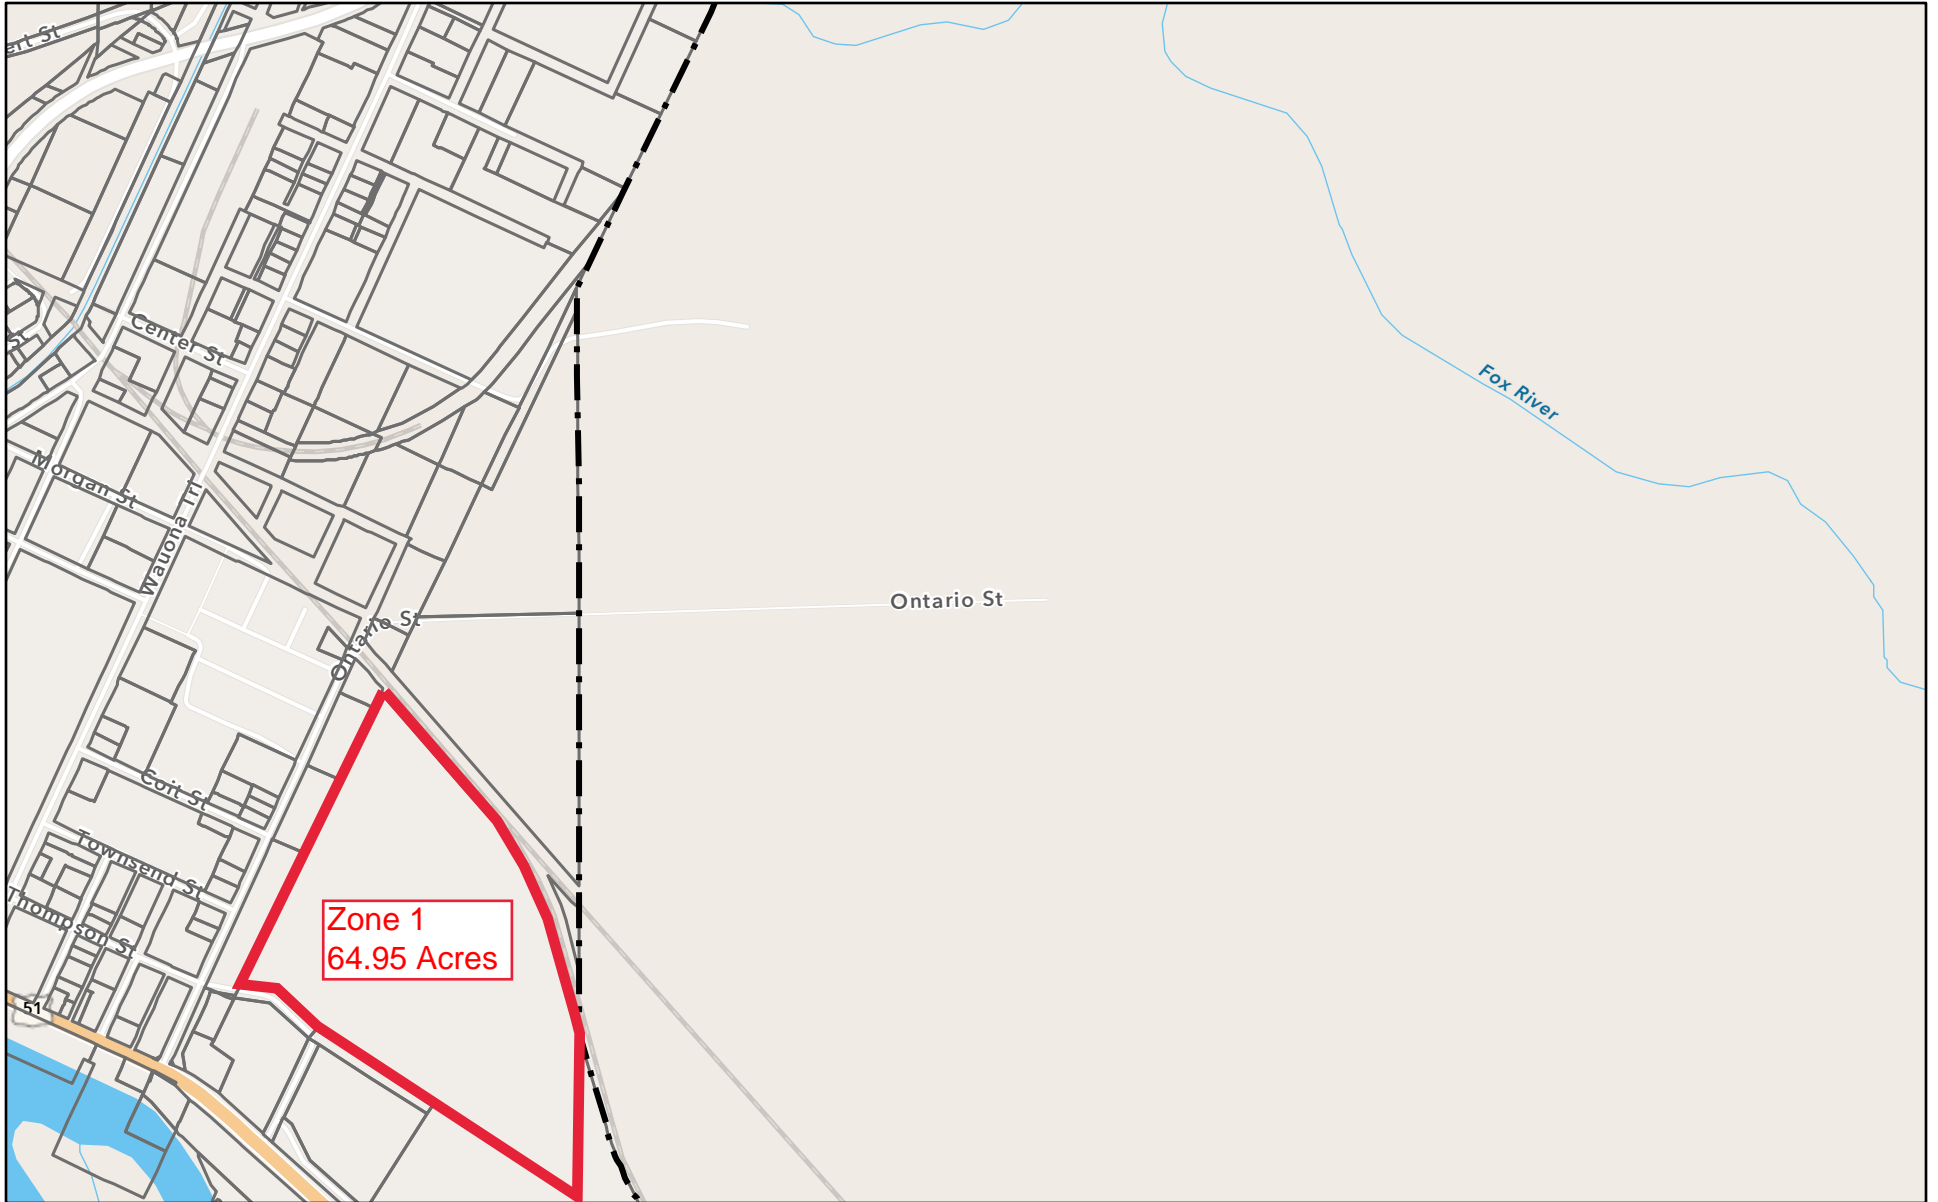 ert St
Center St
St
Fox River
Morgan St
Wauona Trl
Ontario St
Ontario St
Coit St
Townsend St
Thompson St
Zone 1
64.95 Acres
51